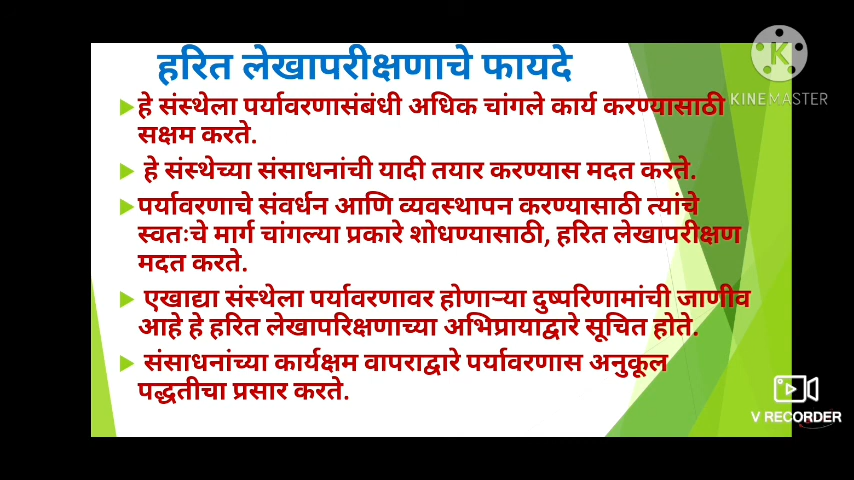 हरित लेखापरीक्षणाचे फायदे
हे संस्थेला पर्यावरणासंबंधी अधिक चांगले कार्य करण्यासाठी
सक्षम करते.
हे संस्थेच्या संसाधनांची यादी तयार करण्यास मदत करते.
पर्यावरणाचे संवर्धन आणि व्यवस्थापन करण्यासाठी त्यांचे
स्वतःचे मार्ग चांगल्या प्रकारे शोधण्यासाठी, हरित लेखापरीक्षण
मदत करते.
एखाद्या संस्थेला पर्यावरणावर होणाऱ्या दुष्परिणामांची जाणीव
आहे हे हरित लेखापरिक्षणाच्या अभिप्रायाद्वारे सूचित होते.
संसाधनांच्या कार्यक्षम वापराद्वारे पर्यावरणास अनुकूल
पद्धतीचा प्रसार करते.
K
KINEMASTER
V RECORDER